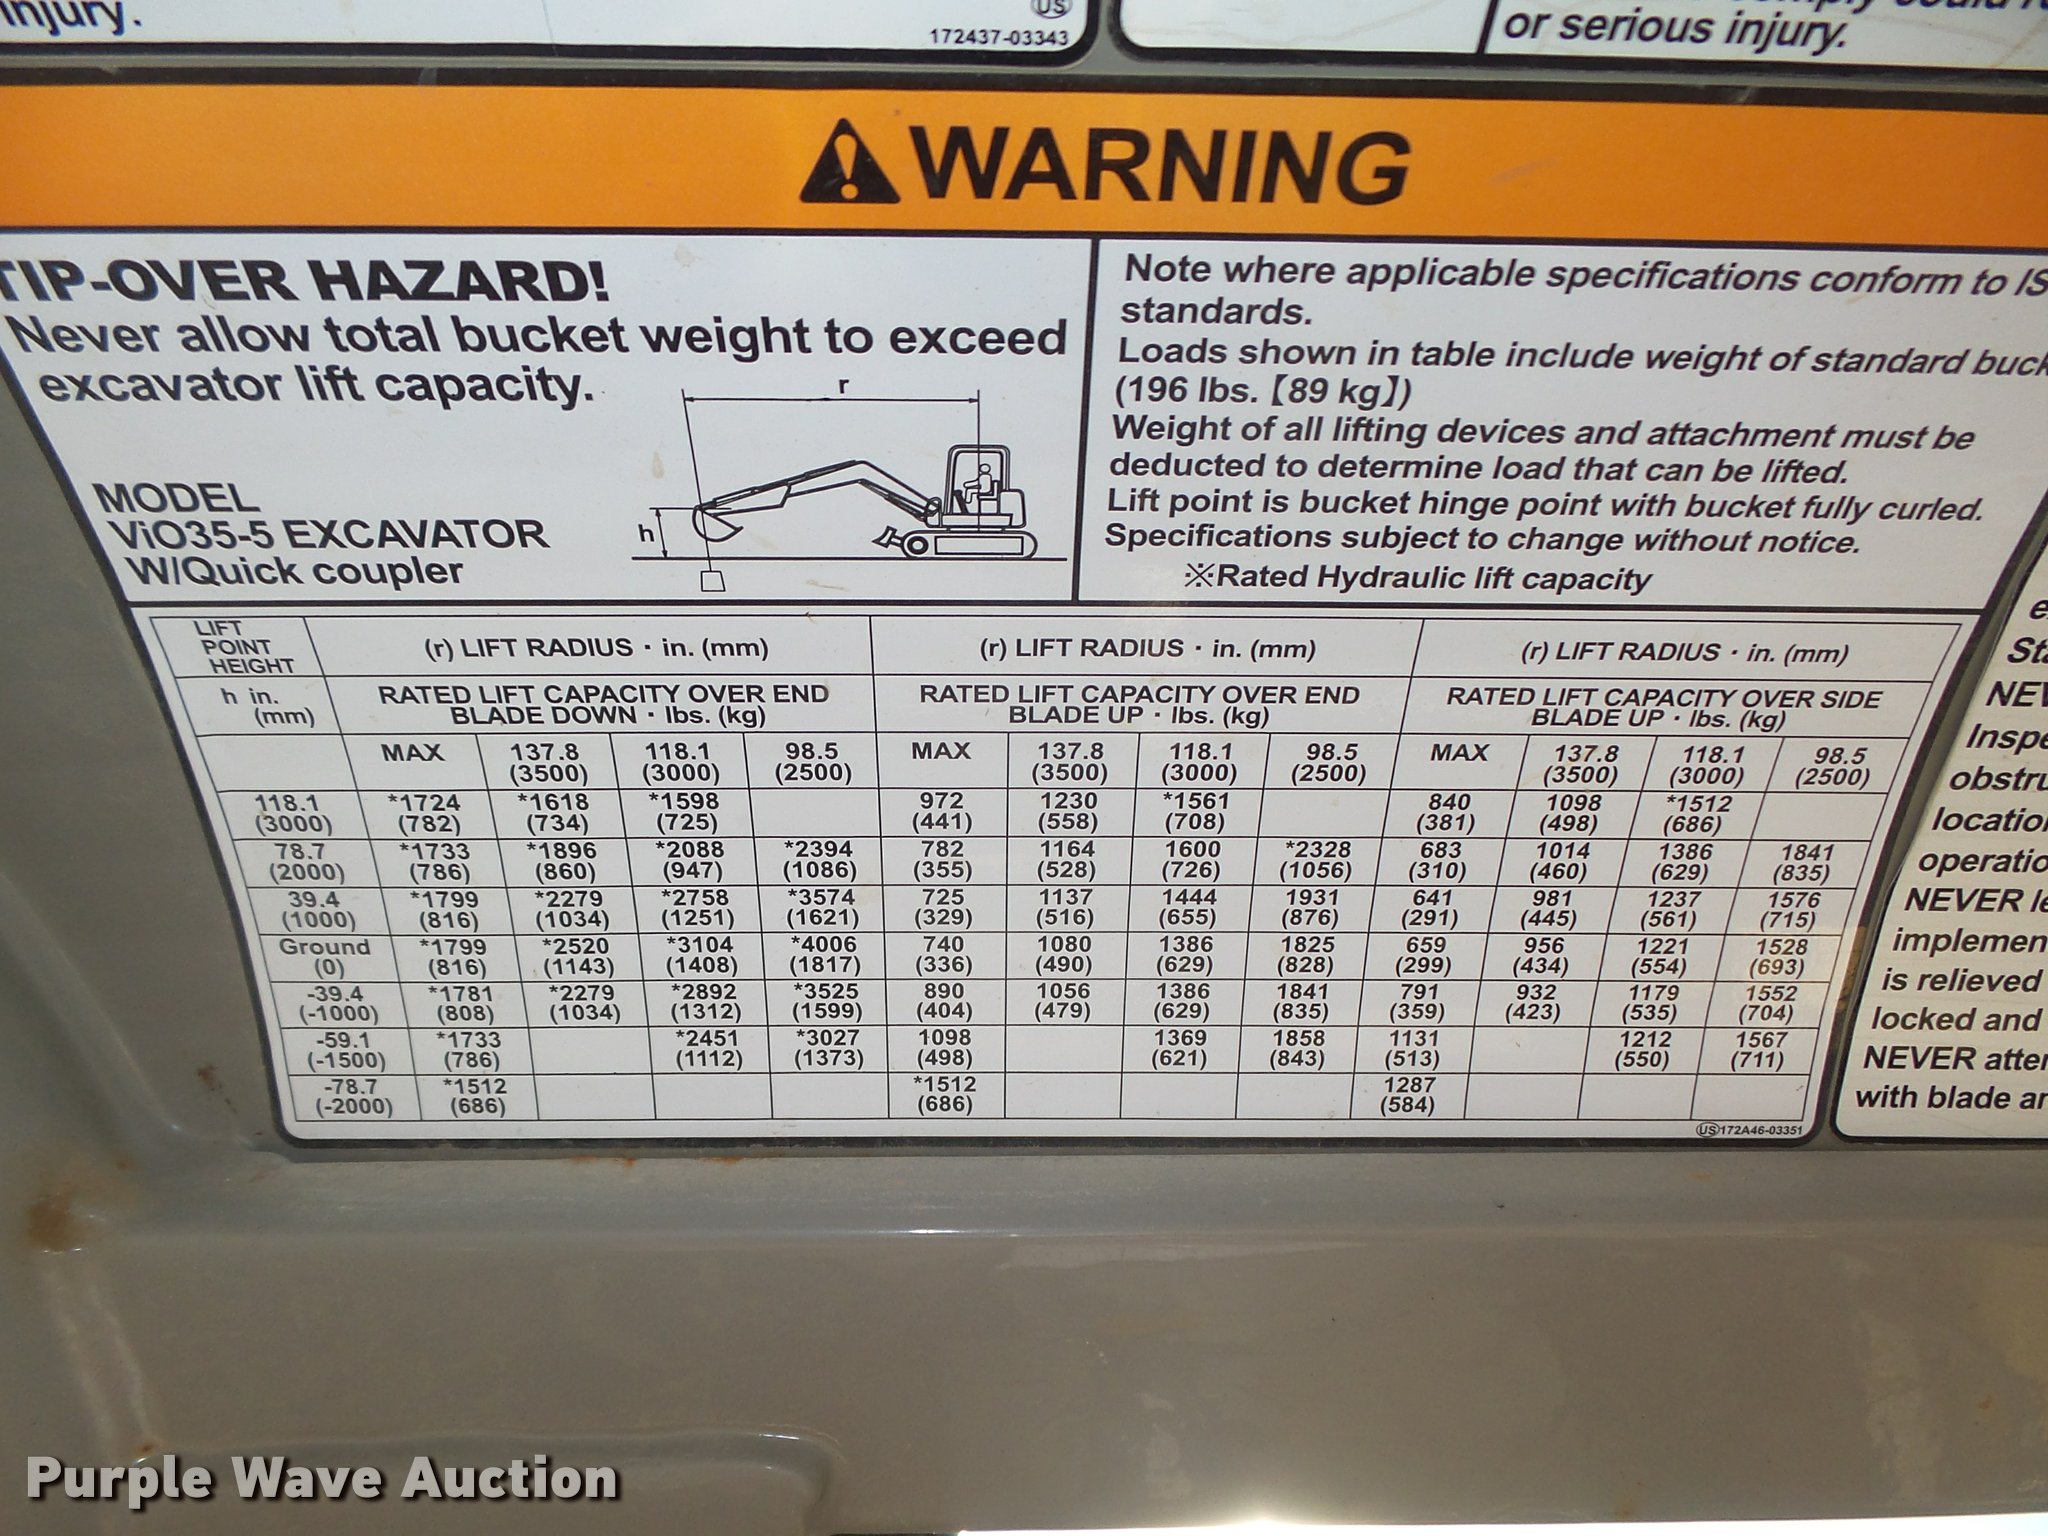 injury.
US
172437-03343
or serious injury.
WARNING
TIP-OVER HAZARD!
Never allow total bucket weight to exceed
excavator lift capacity.
r
h
MODEL
ViO35-5 EXCAVATOR
W/Quick coupler
Note where applicable specifications conform to IS
standards.
Loads shown in table include weight of standard buck
(196 lbs.【89 kg】)
Weight of all lifting devices and attachment must be
deducted to determine load that can be lifted.
Lift point is bucket hinge point with bucket fully curled.
Specifications subject to change without notice.
※Rated Hydraulic lift capacity
LIFT
POINT
HEIGHT
h in.
(mm)
(r) LIFT RADIUS · in. (mm) (r) LIFT RADIUS · in. (mm) (r) LIFT RADIUS · in. (mm)
RATED LIFT CAPACITY OVER END RATED LIFT CAPACITY OVER END RATED LIFT CAPACITY OVER SIDE
BLADE DOWN · lbs. (kg) BLADE UP · lbs. (kg) BLADE UP · lbs. (kg)
MAX 137.8 118.1 98.5 MAX 137.8 118.1 98.5 MAX 137.8 118.1 98.5
(3500) (3000) (2500) (3500) (3000) (2500) (3500) (3000) (2500)
118.1 *1724 *1618 *1598 972 1230 *1561 840 1098 *1512
(3000) (782) (734) (725) (441) (558) (708) (381) (498) (686)
78.7 *1733 *1896 *2088 *2394 782 1164 1600 *2328 683 1014 1386 1841
(2000) (786) (860) (947) (1086) (355) (528) (726) (1056) (310) (460) (629) (835)
39.4 *1799 *2279 *2758 *3574 725 1137 1444 1931 641 981 1237 1576
(1000) (816) (1034) (1251) (1621) (329) (516) (655) (876) (291) (445) (561) (715)
Ground *1799 *2520 *3104 *4006 740 1080 1386 1825 659 956 1221 1528
(0) (816) (1143) (1408) (1817) (336) (490) (629) (828) (299) (434) (554) (693)
-39.4 *1781 *2279 *2892 *3525 890 1056 1386 1841 791 932 1179 1552
(-1000) (808) (1034) (1312) (1599) (404) (479) (629) (835) (359) (423) (535) (704)
-59.1 *1733 *2451 *3027 1098 1369 1858 1131 1212 1567
(-1500) (786) (1112) (1373) (498) (621) (843) (513) (550) (711)
-78.7 *1512 *1512 1287
(-2000) (686) (686) (584)
US 172A46-03351
Sta
NEV
Inspe
obstru
locatio
operatio
NEVER le
implemen
is relieved
locked and
NEVER atte
with blade an
Purple Wave Auction